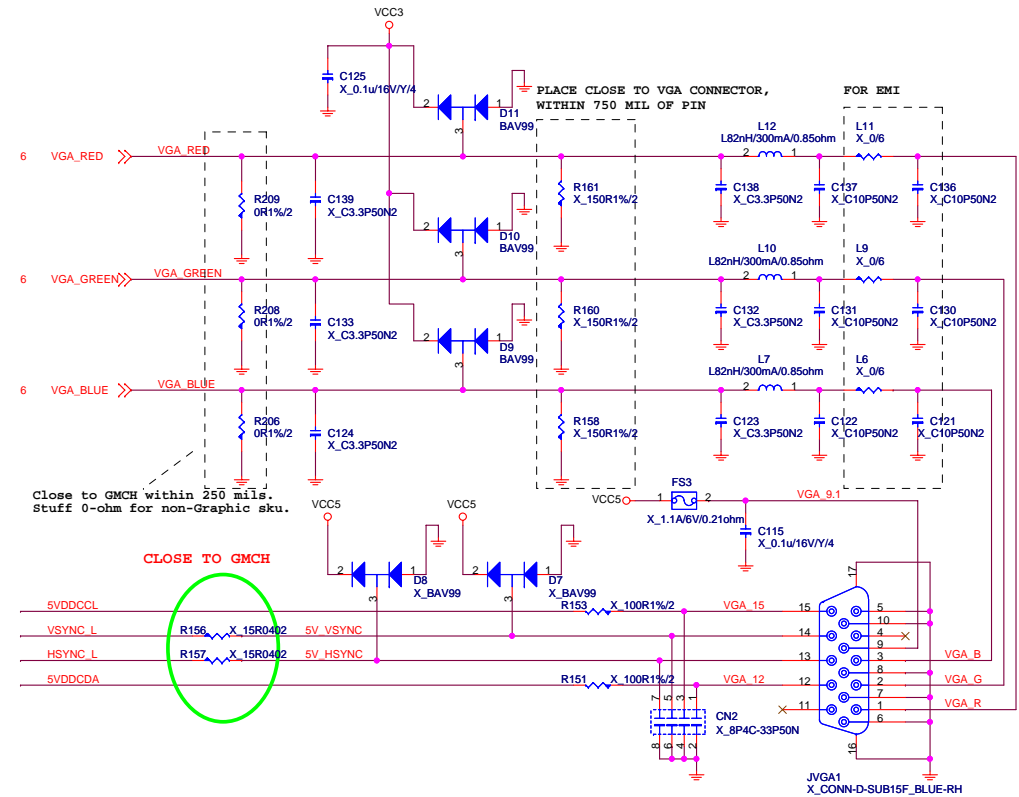 VCC3
C125
X_0.1u/16V/Y/4
2
1
3
D11
BAV99
PLACE CLOSE TO VGA CONNECTOR,
WITHIN 750 MIL OF PIN
FOR EMI
L12
L82nH/300mA/0.85ohm
2
1
L11
X_0/6
6
VGA_RED
VGA_RED
R209
0R1%/2
C139
X_C3.3P50N2
2
1
3
D10
BAV99
R161
X_150R1%/2
C138
X_C3.3P50N2
C137
X_C10P50N2
C136
X_C10P50N2
L10
L82nH/300mA/0.85ohm
2
1
L9
X_0/6
6
VGA_GREEN
VGA_GREEN
R208
0R1%/2
C133
X_C3.3P50N2
2
1
3
D9
BAV99
R160
X_150R1%/2
C132
X_C3.3P50N2
C131
X_C10P50N2
C130
X_C10P50N2
L7
L82nH/300mA/0.85ohm
2
1
L6
X_0/6
6
VGA_BLUE
VGA_BLUE
R206
0R1%/2
C124
X_C3.3P50N2
R158
X_150R1%/2
C123
X_C3.3P50N2
C122
X_C10P50N2
C121
X_C10P50N2
Close to GMCH within 250 mils.
Stuff 0-ohm for non-Graphic sku.
VCC5
VCC5
VCC5
1
FS3
2
X_1.1A/6V/0.21ohm
VGA_9.1
C115
X_0.1u/16V/Y/4
CLOSE TO GMCH
2
1
3
D8
X_BAV99
2
1
3
D7
X_BAV99
5VDDCCL
R153
X_100R1%/2
VGA_15
VSYNC_L
R156
X_15R0402
5V_VSYNC
HSYNC_L
R157
X_15R0402
5V_HSYNC
5VDDCDA
R151
X_100R1%/2
VGA_12
7
5
3
1
8
6
4
2
CN2
X_8P4C-33P50N
17
15
14
13
12
11
5
10
4
9
3
8
2
7
1
6
16
VGA_B
VGA_G
VGA_R
JVGA1
X_CONN-D-SUB15F_BLUE-RH